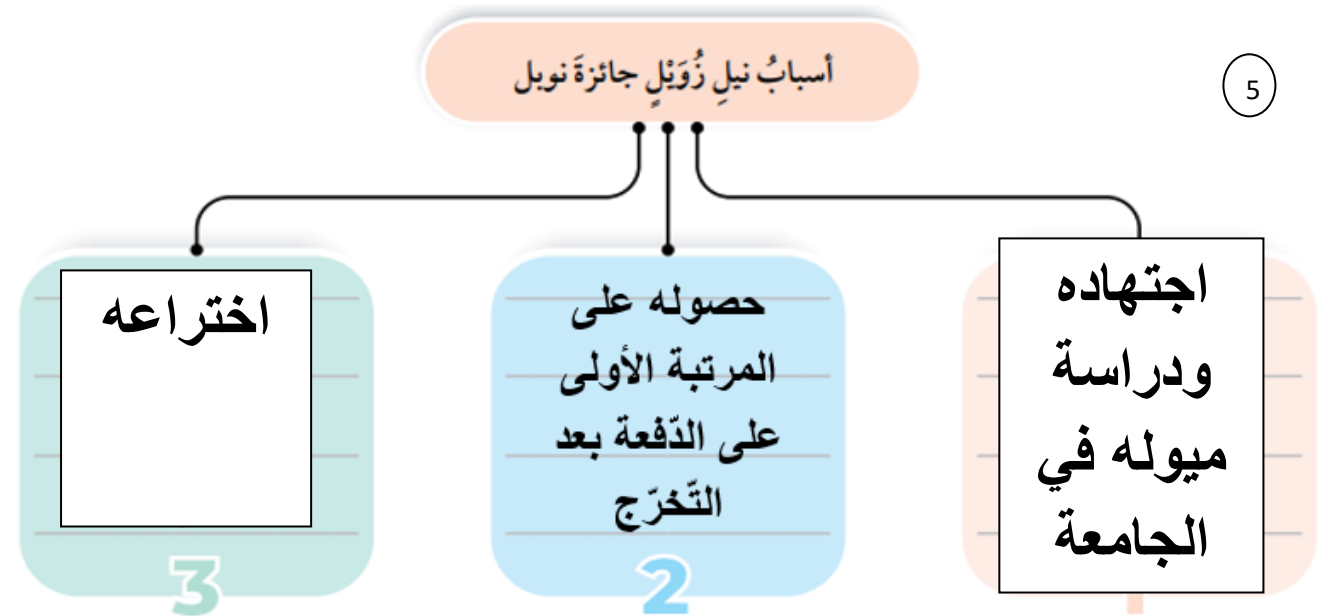 أسبابُ نيلِ زُوَيْلٍ جائزةَ نوبل
5
اجتهاده
ودراسة
ميوله في
الجامعة
حصوله على
المرتبة الأولى
على الدّفعة بعد
التّخرّج
2
اختراعه
3